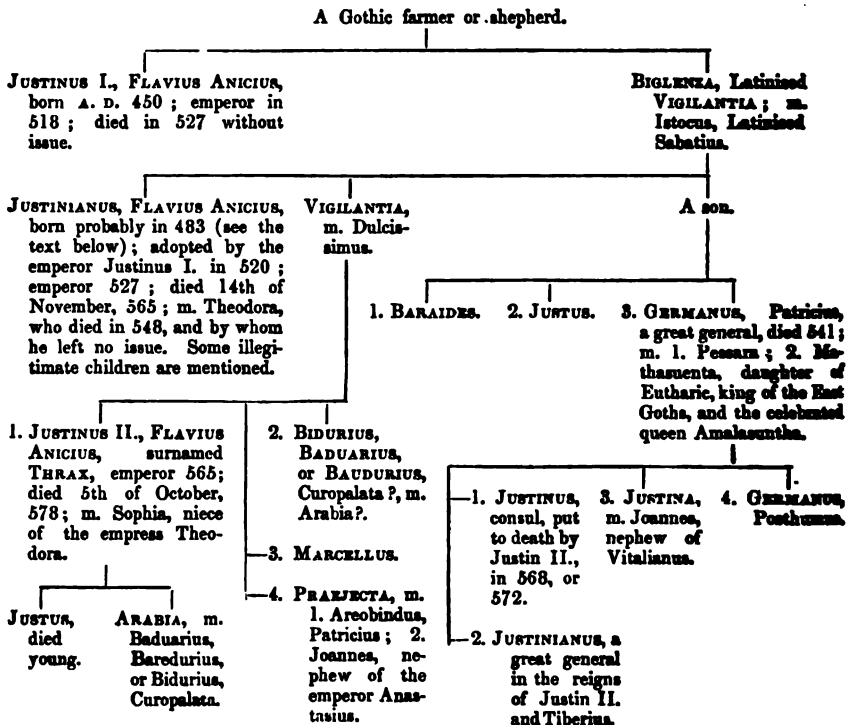 A Gothic farmer or shepherd.
JUSTINUS I., FLAVIUS ANICIUS,
born A. D. 450 ; emperor in
518 ; died in 527 without
issue.
BIGLENZA, Latinised
VIGILANTIA ; m.
Istocus, Latinised
Sabatius.
JUSTINIANUS, FLAVIUS ANICIUS,
born probably in 483 (see the
text below) ; adopted by the
emperor Justinus I. in 520 ;
emperor 527 ; died 14th of
November, 565 ; m. Theodora,
who died in 548, and by whom
he left no issue. Some illegi-
timate children are mentioned.
VIGILANTIA,
m. Dulcis-
simus.
A son.
1. BARAIDES.
2. JUSTUS.
3. GERMANUS, Patricius,
a great general, died 541 ;
m. 1. Passara ; 2. Ma-
thasuenta, daughter of
Eutharic, king of the East
Goths, and the celebrated
queen Amalasuntha.
1. JUSTINUS II., FLAVIUS
ANICIUS, surnamed
THRAX, emperor 565;
died 5th of October,
578; m. Sophia, niece
of the empress Theo-
dora.
2. BIDURIUS,
BADUARIUS,
or BAUDURIUS,
Curopalata ?, m.
Arabia?.
3. MARCELLUS.
4. PRAEJECTA, m.
1. Areobindus,
Patricius ; 2.
Joannes, ne-
phew of the
emperor Anas-
tasius.
JUSTUS,
died
young.
ARABIA, m.
Baduarius,
Baredurius,
or Bidurius,
Curopalata.
1. JUSTINUS,
consul, put
to death by
Justin II.,
in 568, or
572.
2. JUSTINIANUS, a
great general
in the reigns
of Justin II.
and Tiberius.
3. JUSTINA,
m. Joannes,
nephew of
Vitalianus.
4. GERMANUS,
Posthumus.